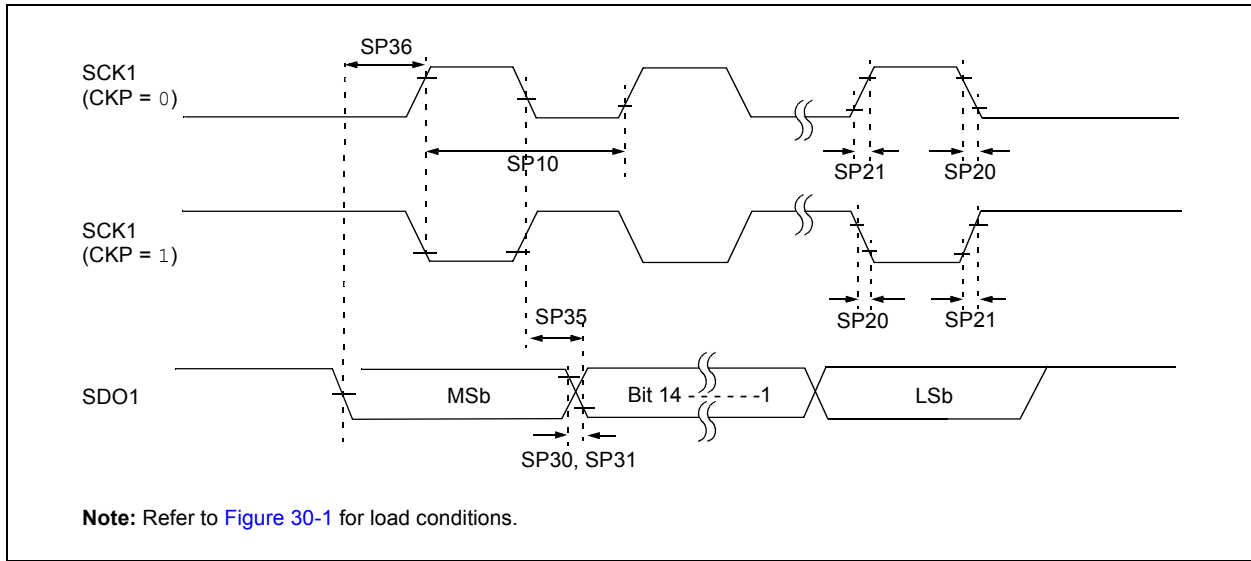 SP36
SCK1
(CKP = 0)
SP10
SP21
SP20
SCK1
(CKP = 1)
SP35
SP20
SP21
SDO1
MSb
Bit 14 - - - - - -1
LSb
SP30, SP31
Note: Refer to Figure 30-1 for load conditions.